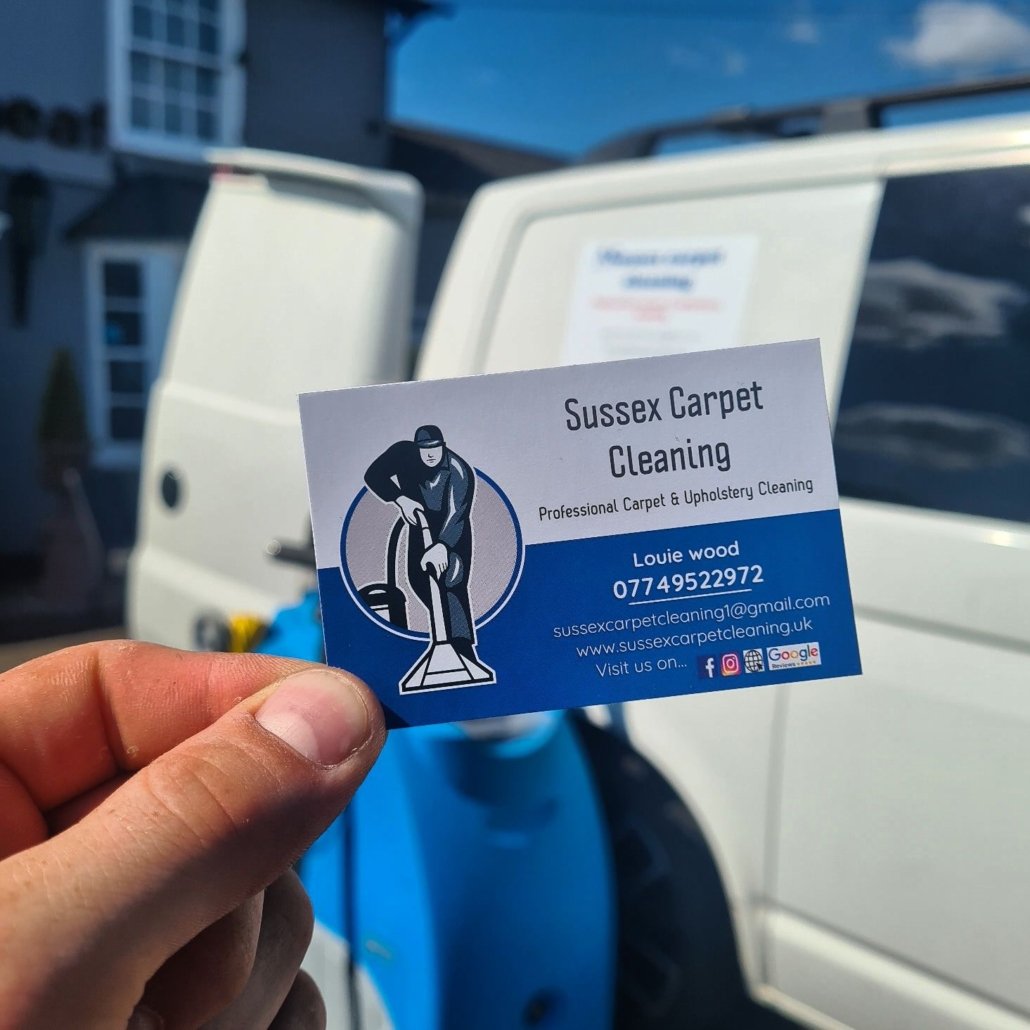 Sussex Carpet
Cleaning
Professional Carpet & Upholstery Cleaning
Louie wood
07749522972
sussexcarpetcleaning1@gmail.com
www.sussexcarpetcleaning.uk
Visit us on...
Google
Reviews